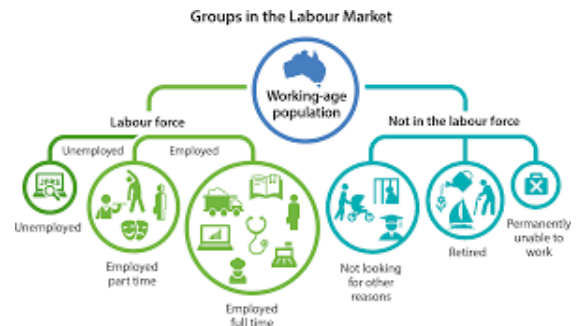 Groups in the Labour Market
Working-age
population
Labour force
Not in the labour force
Unemployed
Employed
JOBS
Unemployed
Employed
part time
Employed
full time
Not looking
for other
reasons
Retired
Permanently
unable to
work